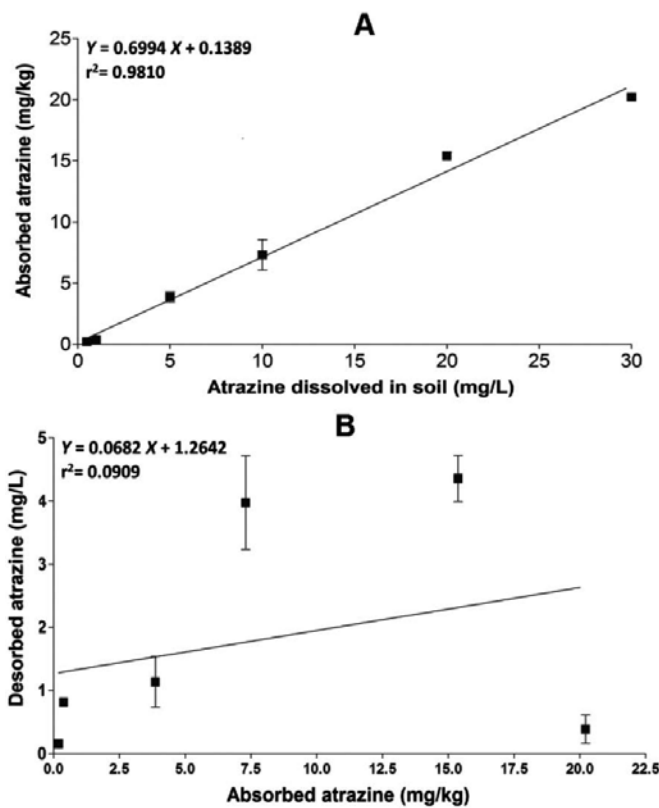 A
Y = 0.6994 X + 0.1389
r²= 0.9810
Absorbed atrazine (mg/kg)
25
20
15
10
5
0
0 5 10 15 20 25 30
Atrazine dissolved in soil (mg/L)
B
Y = 0.0682 X + 1.2642
r²= 0.0909
Desorbed atrazine (mg/L)
5
4
3
2
1
0
0.0 2.5 5.0 7.5 10.0 12.5 15.0 17.5 20.0 22.5
Absorbed atrazine (mg/kg)